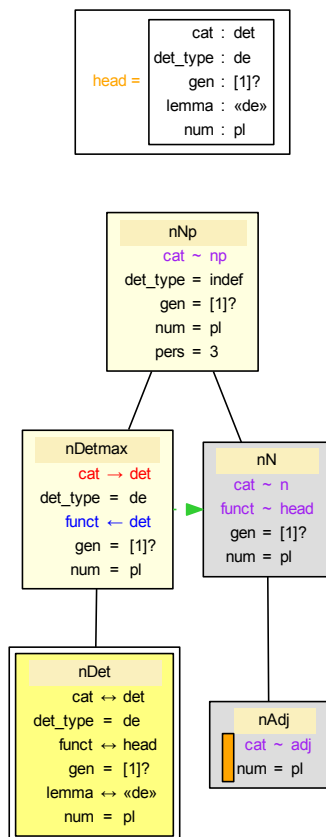 head =
cat : det
det_type : de
gen : [1]?
lemma : «de»
num : pl
nNp
cat ~ np
det_type = indef
gen = [1]?
num = pl
pers = 3
nDetmax
cat → det
det_type = de
funct ← det
gen = [1]?
num = pl
nN
cat ~ n
funct ~ head
gen = [1]?
num = pl
nDet
cat ↔ det
det_type = de
funct ↔ head
gen = [1]?
lemma ↔ «de»
num = pl
nAdj
cat ~ adj
num = pl